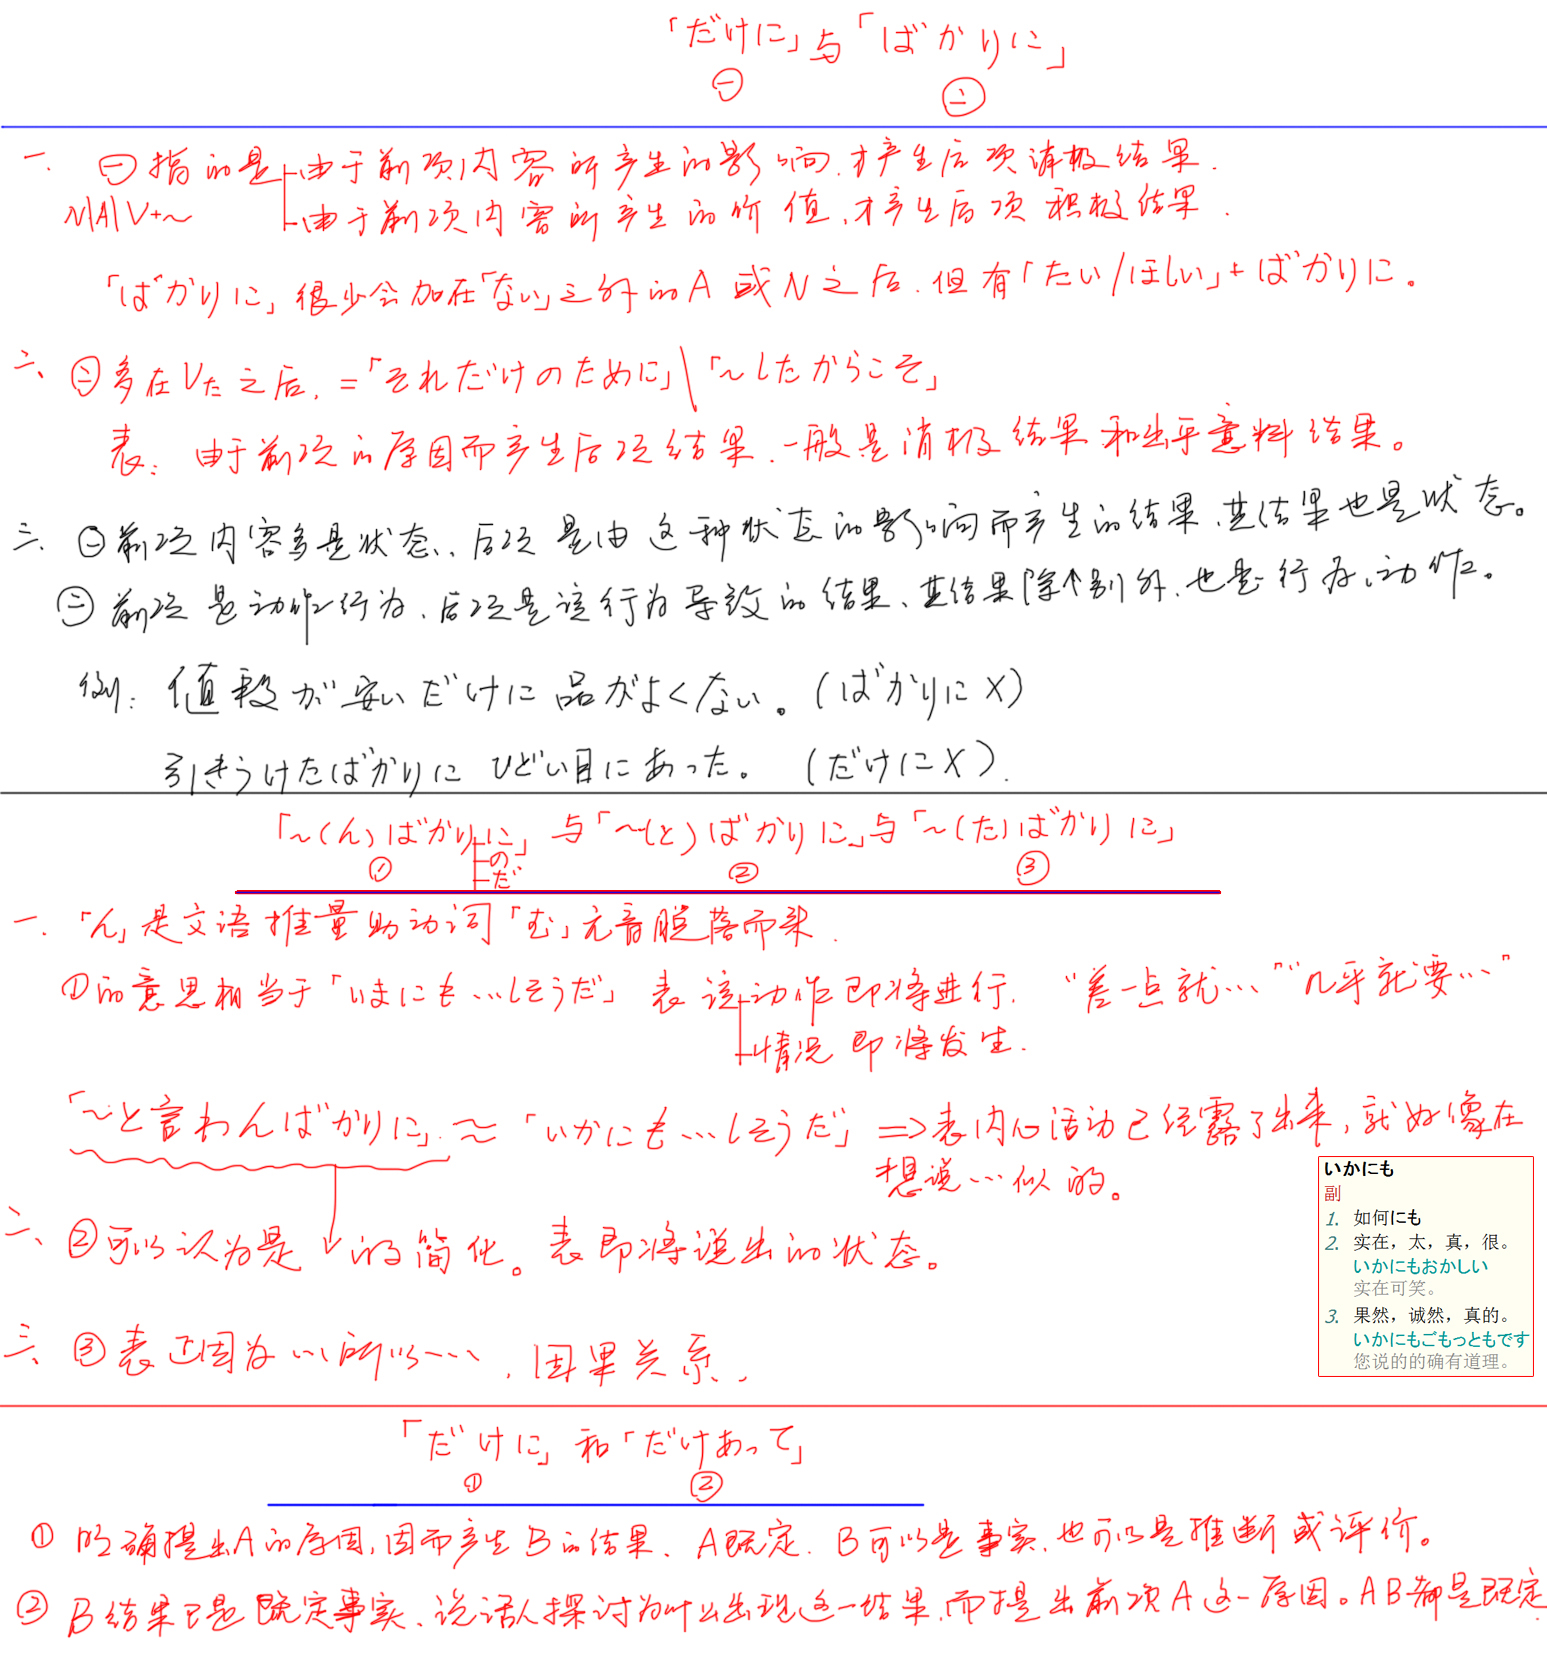 「だけに」与「ばかりに」
㊀ ㊁
一. ㊀指的是 由于前项内容所产生的影响,才产生后项消极结果.
N|A|V+~ 由于前项内容所产生的价值,才产生后项积极结果.
「ばかりに」很少会加在「ない」之外的A或N之后.但有「たい/ほしい」+ばかりに。
二、㊁多在Vた之后,=「それだけのために」\「~したからこそ」
表:由于前项的原因而产生后项结果,一般是消极结果和出乎意料结果。
三、㊀前项内容多是状态,后项是由这种状态的影响而产生的结果,其结果也是状态。
㊁前项是动作行为,后项是该行为导致的结果、其结果除个别外,也是行为、动作。
例:値段が安いだけに品がよくない。(ばかりに X)
引きうけたばかりにひどい目にあった。(だけに X).
「~(ん)ばかりに」与「~(と)ばかりに」与「~(た)ばかりに」
の
① ② ③
だ
一.「ん」是文语推量助动词「む」元音脱落而来.
①的意思相当于「いまにも…しそうだ」表该动作即将进行. “差一点就…”“几乎就要…”
情况即将发生.
「~と言わんばかりに」≈「いかにも…しそうだ」=>表内心活动已经露了出来,就好像在
想说…似的。
いかにも
副
1. 如何にも
2. 实在，太，真，很。
いかにもおかしい
实在可笑。
3. 果然，诚然，真的。
いかにもごもっともです
您说的的确有道理。
二、②可以认为是 的简化。表即将说出的状态。
三、③表正因为…所以…,因果关系.
「だけに」和「だけあって」
① ②
① 明确提出A的原因,因而产生B的结果、A既定.B可以是事实,也可以是推断或评价。
② B结果已是既定事实、说话人探讨为什么出现这一结果,而提出前项A这一原因。AB都是既定.